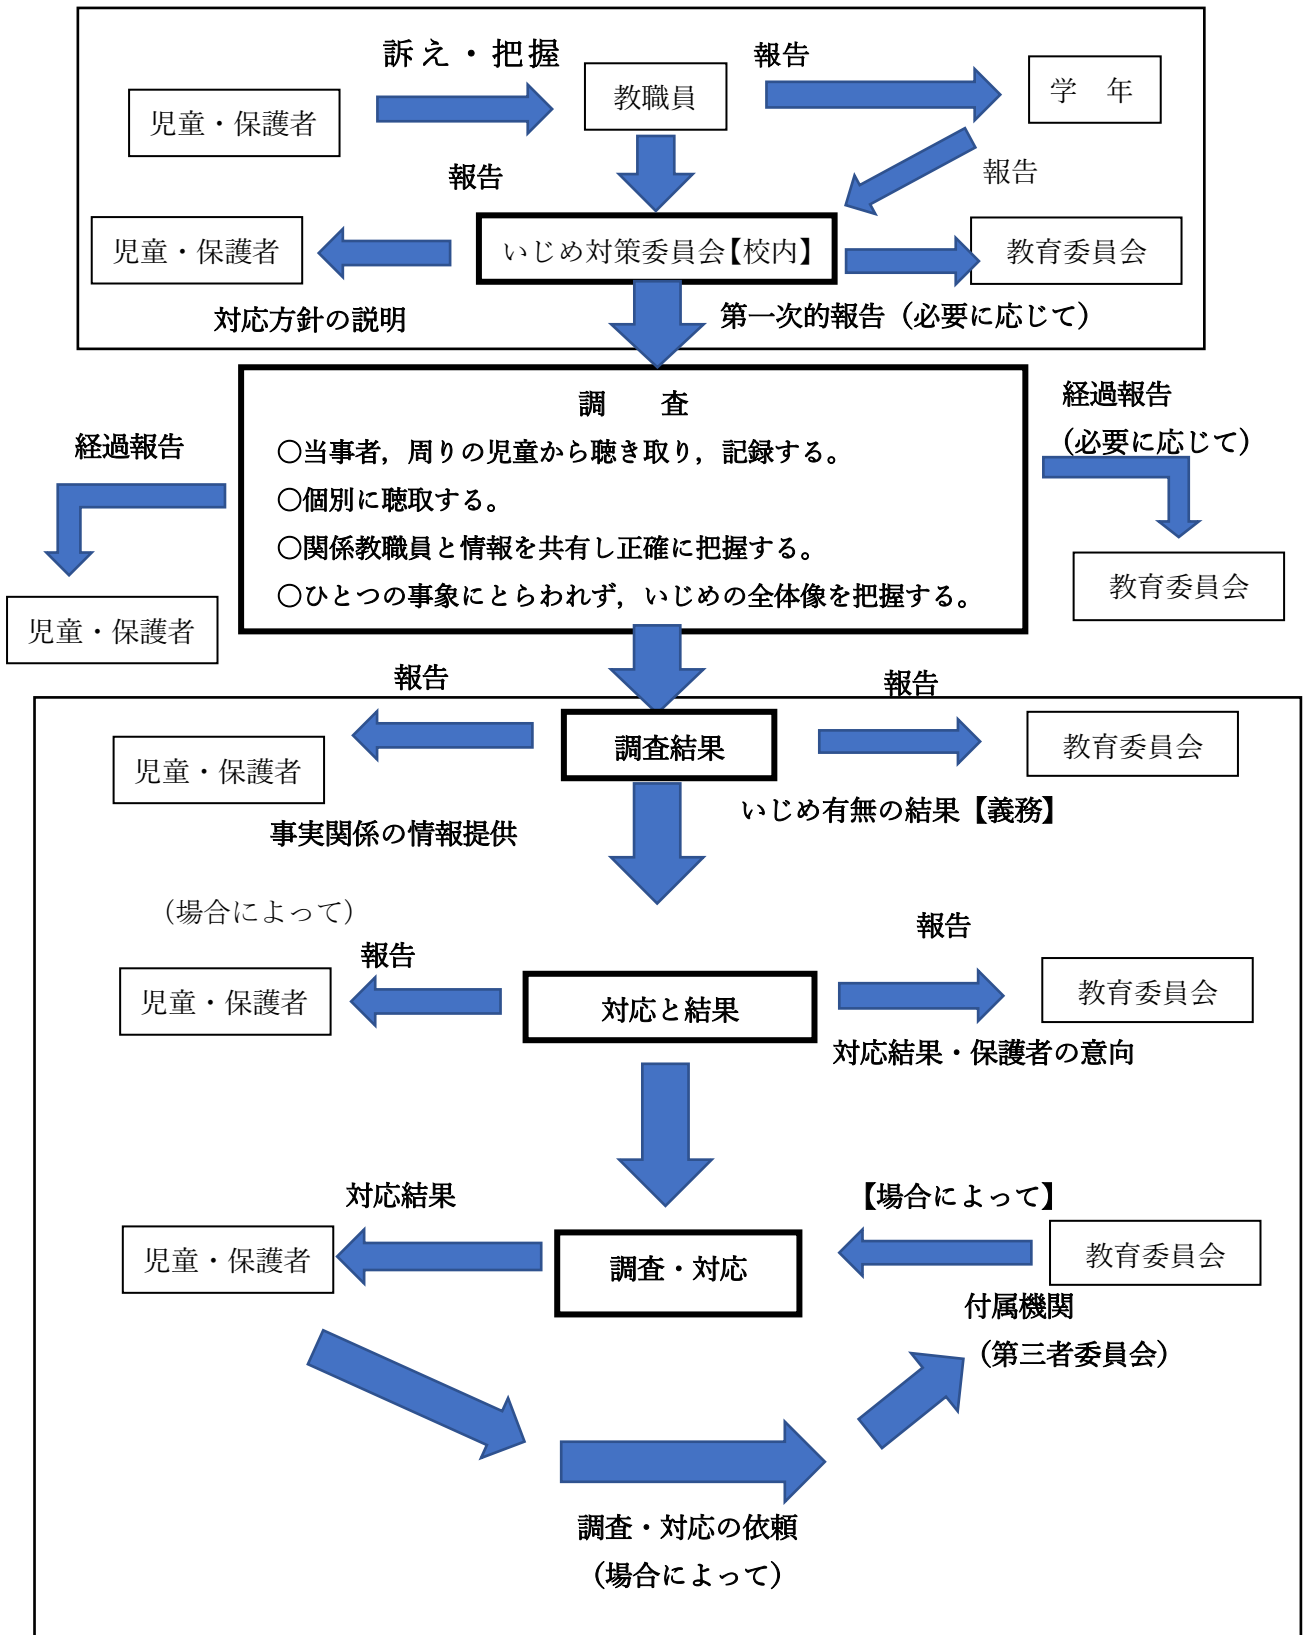 訴え・把握
報告
児童・保護者
教職員
学　年
報告
報告
児童・保護者
いじめ対策委員会【校内】
教育委員会
対応方針の説明
第一次的報告（必要に応じて）
調　　査
○当事者，周りの児童から聴き取り，記録する。
○個別に聴取する。
○関係教職員と情報を共有し正確に把握する。
○ひとつの事象にとらわれず，いじめの全体像を把握する。
経過報告
経過報告
（必要に応じて）
児童・保護者
教育委員会
報告
報告
児童・保護者
調査結果
教育委員会
事実関係の情報提供
いじめ有無の結果【義務】
（場合によって）
報告
報告
児童・保護者
対応と結果
教育委員会
対応結果・保護者の意向
対応結果
【場合によって】
児童・保護者
調査・対応
教育委員会
付属機関
（第三者委員会）
調査・対応の依頼
（場合によって）